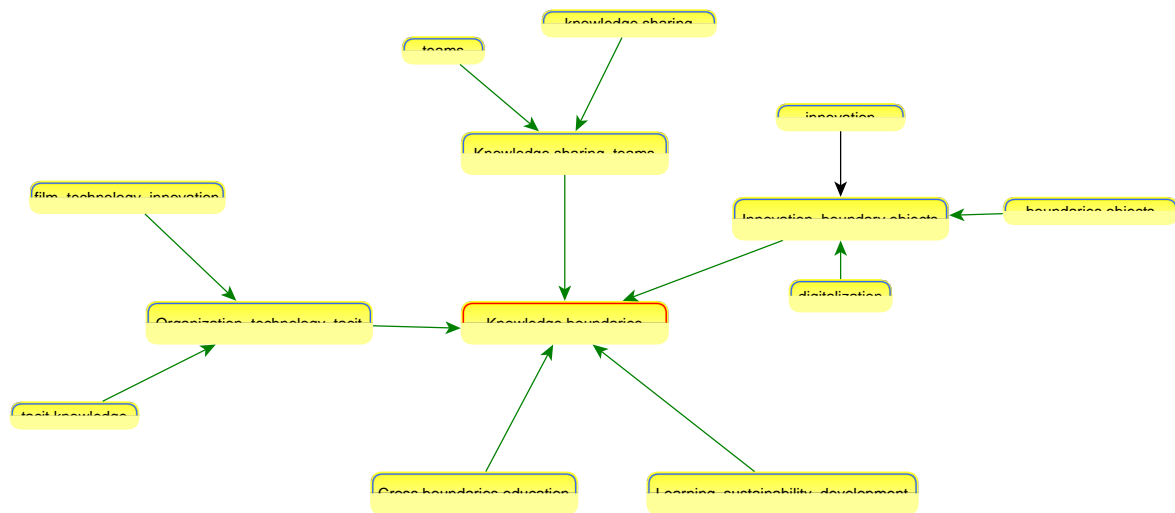 knowledge sharing
teams
innovation
Knowledge sharing, teams
film, technology, innovation
boundaries objects
Innovation, boundary objects
digitalization
Organization, technology, tacit
Knowledge boundaries
tacit knowledge
Cross boundaries education
Learning, sustainability, development